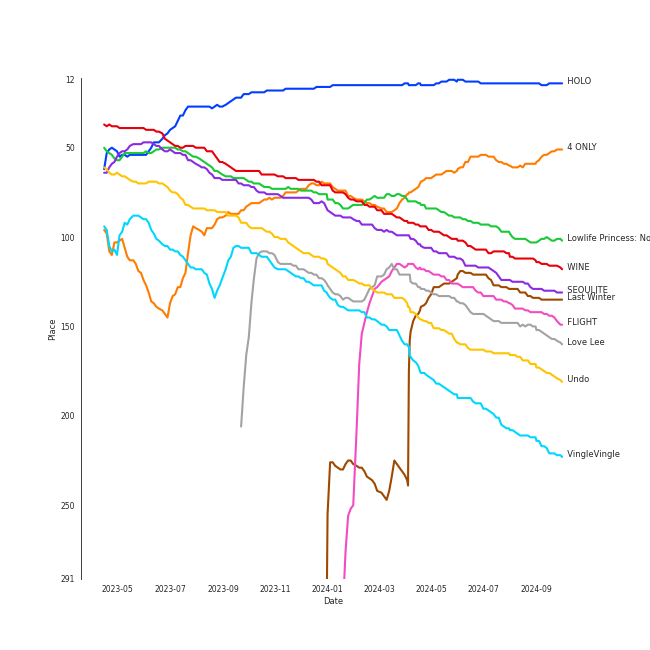 12
50
100
150
200
250
291
Place
2023-05
2023-07
2023-09
2023-11
2024-01
2024-03
2024-05
2024-07
2024-09
Date
HOLO
4 ONLY
Lowlife Princess: No
WINE
SEOULITE
Last Winter
FLIGHT
Love Lee
Undo
VingleVingle